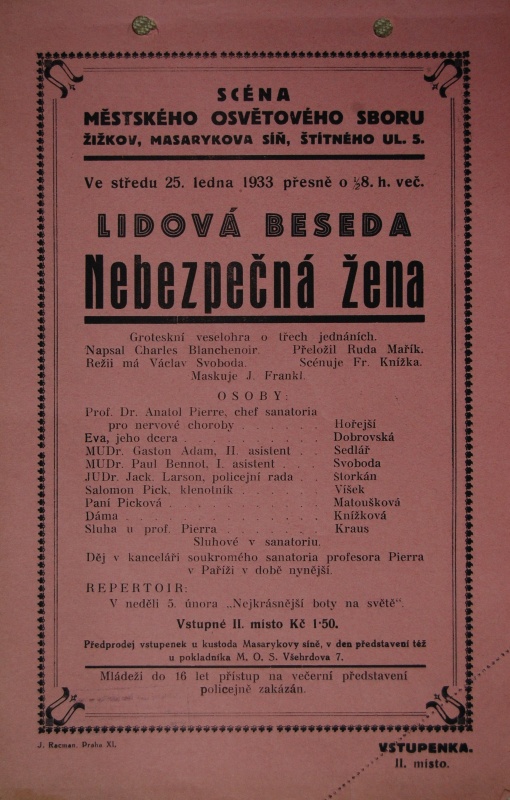 SCÉNA
MĚSTSKÉHO OSVĚTOVÉHO SBORU
ŽIŽKOV, MASARYKOVA SÍŇ, ŠTÍTNÉHO UL. 5.
Ve středu 25. ledna 1933 přesně o ½8. h. več.
LIDOVÁ BESEDA
Nebezpečná žena
Groteskní veselohra o třech jednáních.
Napsal Charles Blanchenoir. Přeložil Ruda Mařík.
Režii má Václav Svoboda. Scénuje Fr. Knížka.
Maskuje J. Frankl.
OSOBY:
Prof. Dr. Anatol Pierre, chef sanatoria
pro nervové choroby . . . . . . . Hořejší
Eva, jeho dcera . . . . . . . . . Dobrovská
MUDr. Gaston Adam, II. asistent . . Sedlář
MUDr. Paul Bennot, I. asistent . . . Svoboda
JUDr. Jack. Larson, policejní rada . . Štorkán
Salomon Pick, klenotník . . . . . . Víšek
Paní Picková . . . . . . . . . . Matoušková
Dáma . . . . . . . . . . . . Knížková
Sluha u prof. Pierra . . . . . . . Kraus
Sluhové v sanatoriu.
Děj v kanceláři soukromého sanatoria profesora Pierra
v Paříži v době nynější.
REPERTOIR:
V neděli 5. února „Nejkrásnější boty na světě“.
Vstupné II. místo Kč 1·50.
Předprodej vstupenek u kustoda Masarykovy síně, v den představení též
u pokladníka M. O. S. Všehrdova 7.
Mládeži do 16 let přístup na večerní představení
policejně zakázán.
J. Racman, Praha XI.
VSTUPENKA.
II. místo.